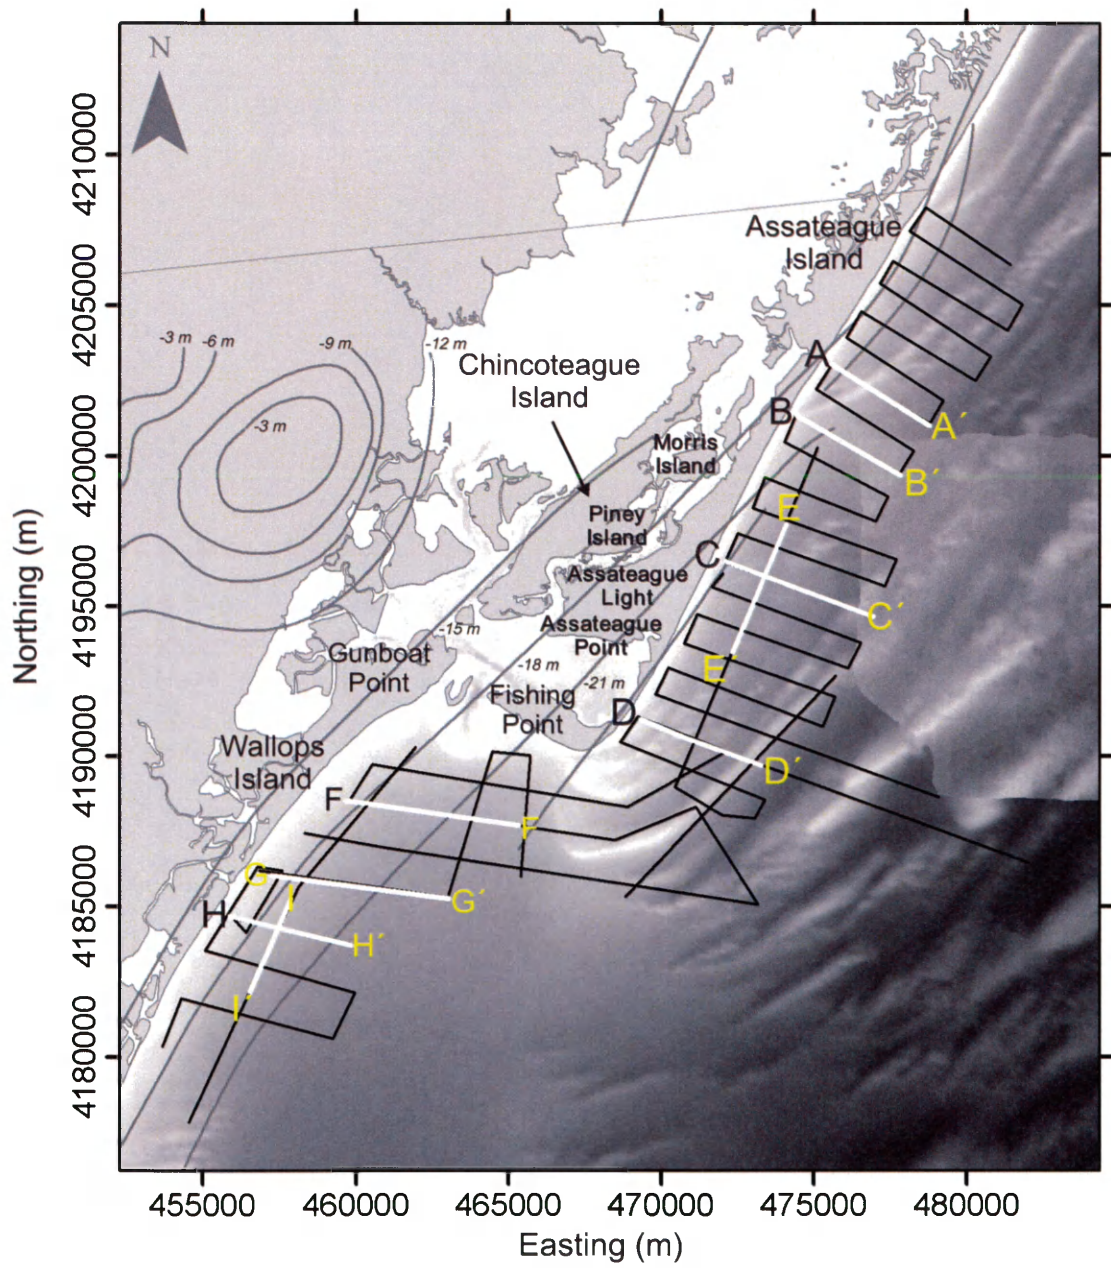 N
4210000
Assateague
Island
4205000
-3 m
-6 m
-9 m
-12 m
A
Chincoteague
Island
B
A´
-3 m
Morris
Island
4200000
B´
E
Piney
Island
C
Assateague
Light
4195000
C´
Assateague
Point
-15 m
Gunboat
Point
-18 m
E´
-21 m
Fishing
Point
D
Wallops
Island
4190000
D´
F
F
G
I
G´
4185000
H
H´
I´
4180000
Northing (m)
455000
460000
465000
470000
475000
480000
Easting (m)